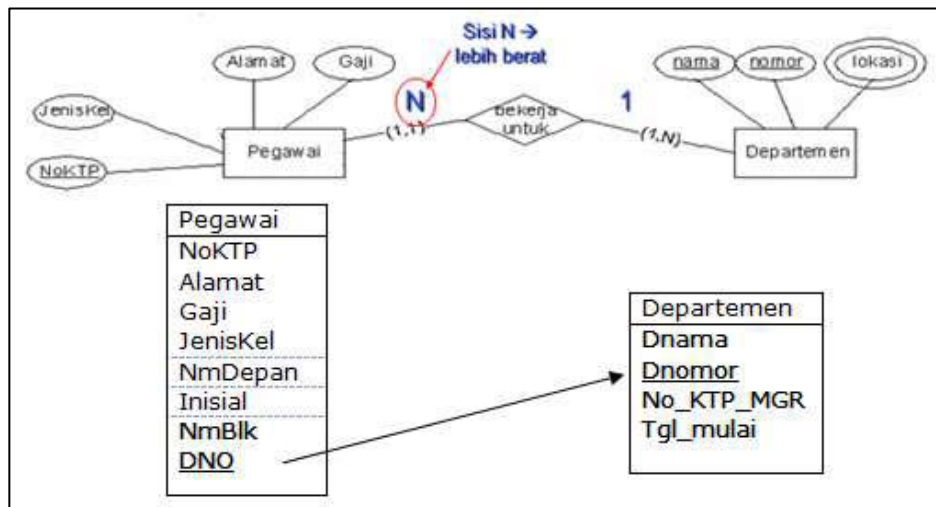 Sisi N →
lebih berat
Alamat
Gaji
nama
nomor
lokasi
JenisKel
N
1
bekerja
untuk
(1,1)
(1,N)
Pegawai
Departemen
NoKTP
Pegawai
NoKTP
Alamat
Gaji
JenisKel
NmDepan
Inisial
NmBlk
DNO
Departemen
Dnama
Dnomor
No_KTP_MGR
Tgl_mulai